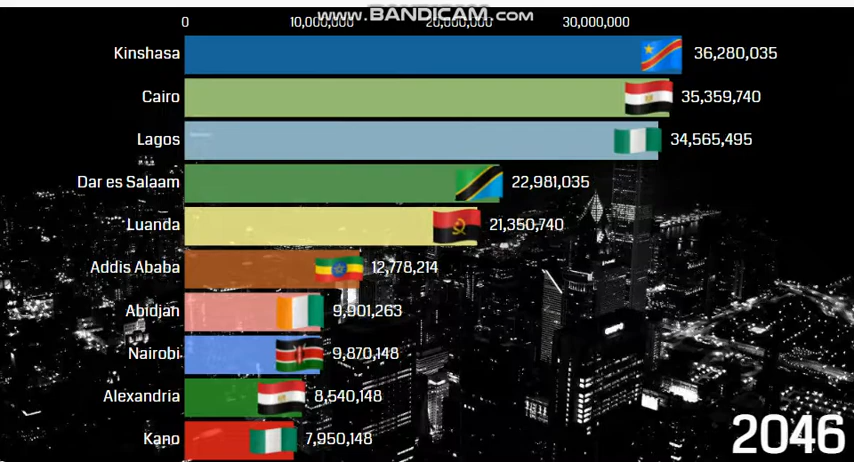 0 10,000,000 20,000,000 30,000,000
www.BANDICAM.com
Kinshasa 36,280,035
Cairo 35,359,740
Lagos 34,565,495
Dar es Salaam 22,981,035
Luanda 21,350,740
Addis Ababa 12,778,214
Abidjan 9,901,263
Nairobi 9,870,148
Alexandria 8,540,148
Kano 7,950,148
2046